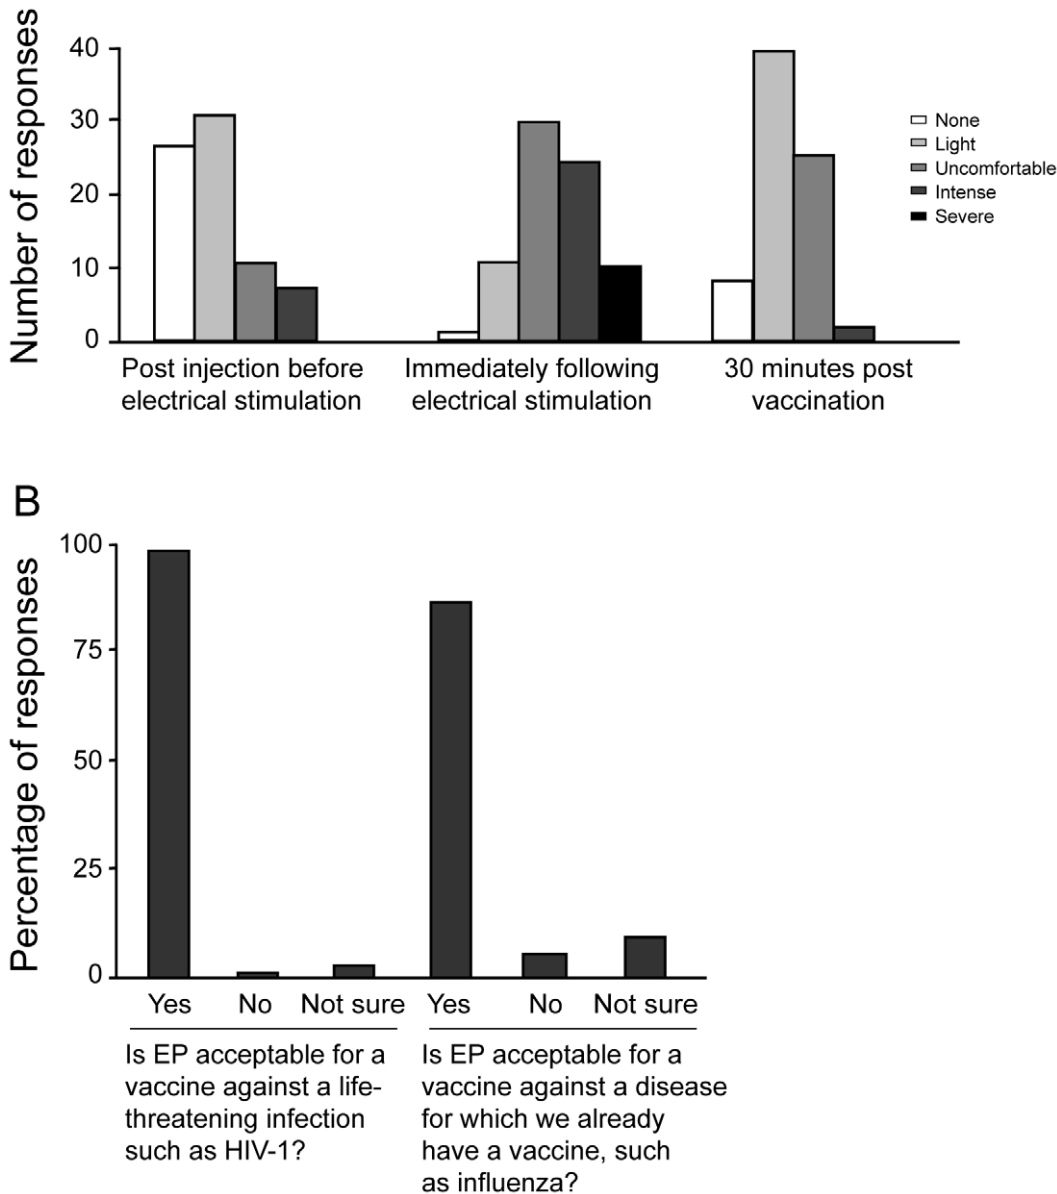 Number of responses
40
30
20
10
0
None
Light
Uncomfortable
Intense
Severe
Post injection before
electrical stimulation
Immediately following
electrical stimulation
30 minutes post
vaccination
B
Percentage of responses
100
75
50
25
0
Yes
No
Not sure
Yes
No
Not sure
Is EP acceptable for a
vaccine against a life-
threatening infection
such as HIV-1?
Is EP acceptable for a
vaccine against a disease
for which we already
have a vaccine, such
as influenza?